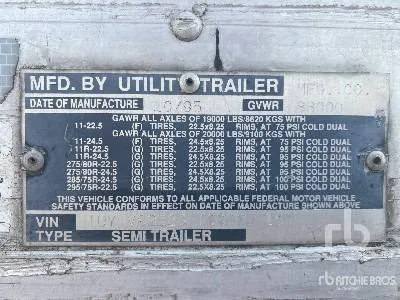 MFD. BY UTILITY TRAILER MFG. CO.
DATE OF MANUFACTURE 10/95 GVWR
GAWR ALL AXLES OF 19000 LBS/8620 KGS WITH
11-22.5 (F) TIRES, 22.5x8.25 RIMS, AT 75 PSI COLD DUAL
GAWR ALL AXLES OF 20000 LBS/9100 KGS WITH
11-24.5 (F) TIRES, 24.5x8.25 RIMS, AT 75 PSI COLD DUAL
11R-22.5 (G) TIRES, 22.5x8.25 RIMS, AT 95 PSI COLD DUAL
11R-24.5 (G) TIRES, 24.5x8.25 RIMS, AT 85 PSI COLD DUAL
275/80R-22.5 (G) TIRES, 22.5x8.25 RIMS, AT 95 PSI COLD DUAL
275/80R-24.5 (G) TIRES, 24.5x8.25 RIMS, AT 95 PSI COLD DUAL
285/75R-24.5 (G) TIRES, 24.5x8.25 RIMS, AT 100 PSI COLD DUAL
295/75R-22.5 (G) TIRES, 22.5x8.25 RIMS, AT 100 PSI COLD DUAL
THIS VEHICLE CONFORMS TO ALL APPLICABLE FEDERAL MOTOR VEHICLE
SAFETY STANDARDS IN EFFECT ON DATE OF MANUFACTURE SHOWN ABOVE
VIN
TYPE SEMI TRAILER
rb
RITCHIE BROS.